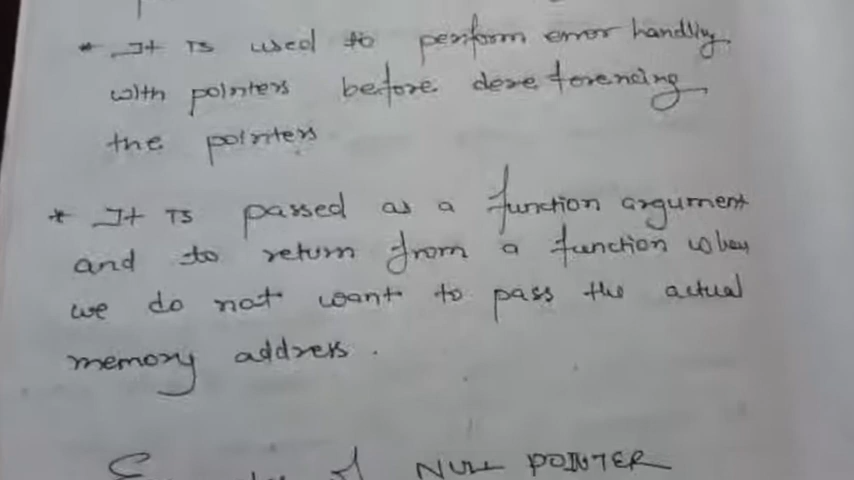 * It is used to perform error handling
with pointers before dereferencing
the pointers
* It is passed as a function argument
and to return from a function when
we do not want to pass the actual
memory address.
of NULL POINTER